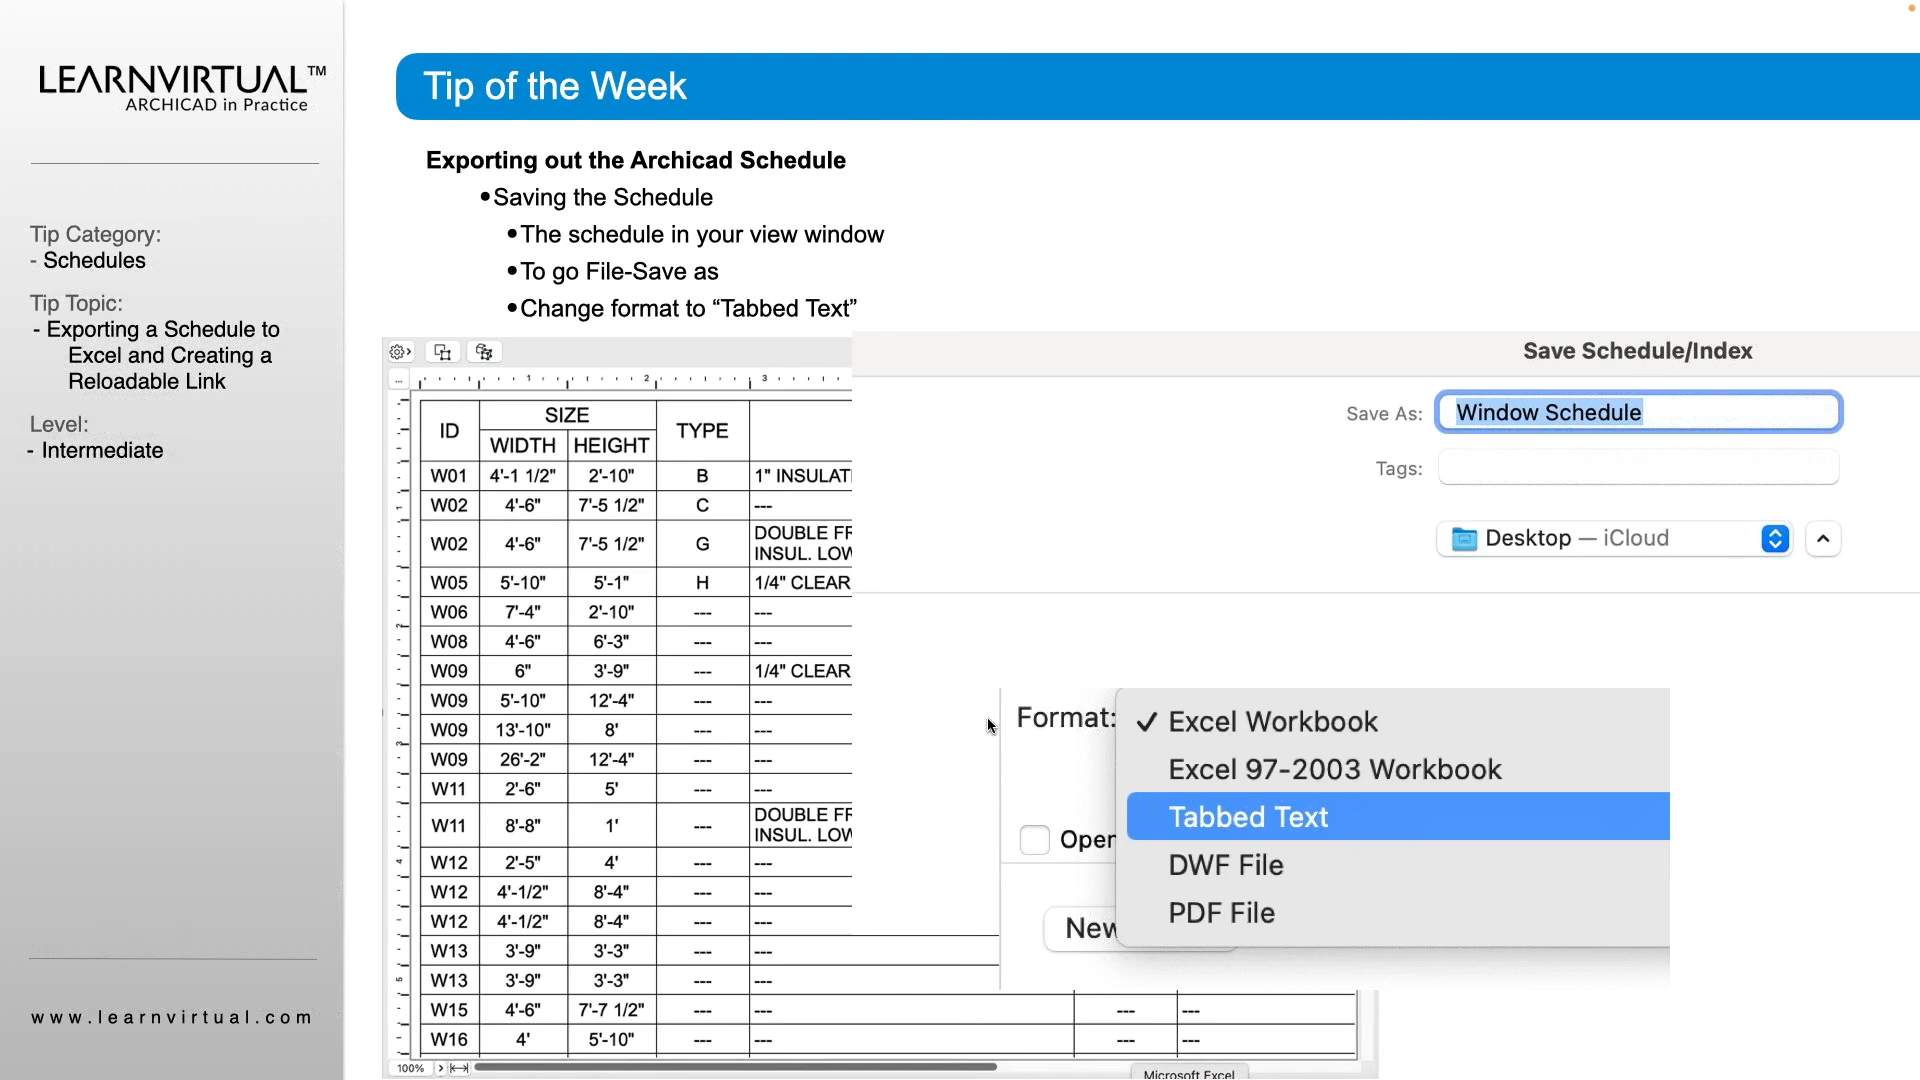 LEARNVIRTUAL™
ARCHICAD in Practice
Tip Category:
- Schedules
Tip Topic:
- Exporting a Schedule to
Excel and Creating a
Reloadable Link
Level:
- Intermediate
www.learnvirtual.com
Tip of the Week
Exporting out the Archicad Schedule
•Saving the Schedule
•The schedule in your view window
•To go File-Save as
•Change format to “Tabbed Text”
... 1 2 3
ID SIZE TYPE
WIDTH HEIGHT
W01 4'-1 1/2" 2'-10" B 1" INSULATI
W02 4'-6" 7'-5 1/2" C ---
W02 4'-6" 7'-5 1/2" G DOUBLE FR
INSUL. LOW
W05 5'-10" 5'-1" H 1/4" CLEAR
W06 7'-4" 2'-10" --- ---
W08 4'-6" 6'-3" --- ---
W09 6" 3'-9" --- 1/4" CLEAR
W09 5'-10" 12'-4" --- ---
W09 13'-10" 8' --- ---
W09 26'-2" 12'-4" --- ---
W11 2'-6" 5' --- ---
W11 8'-8" 1' --- DOUBLE FR
INSUL. LOW
W12 2'-5" 4' --- ---
W12 4'-1/2" 8'-4" --- ---
W12 4'-1/2" 8'-4" --- ---
W13 3'-9" 3'-3" --- ---
W13 3'-9" 3'-3" --- ---
W15 4'-6" 7'-7 1/2" --- --- --- ---
W16 4' 5'-10" --- --- --- ---
100%
Microsoft Excel
Save Schedule/Index
Save As: Window Schedule
Tags:
Desktop — iCloud
Format: ✓ Excel Workbook
Excel 97-2003 Workbook
Tabbed Text
DWF File
PDF File
Open
New